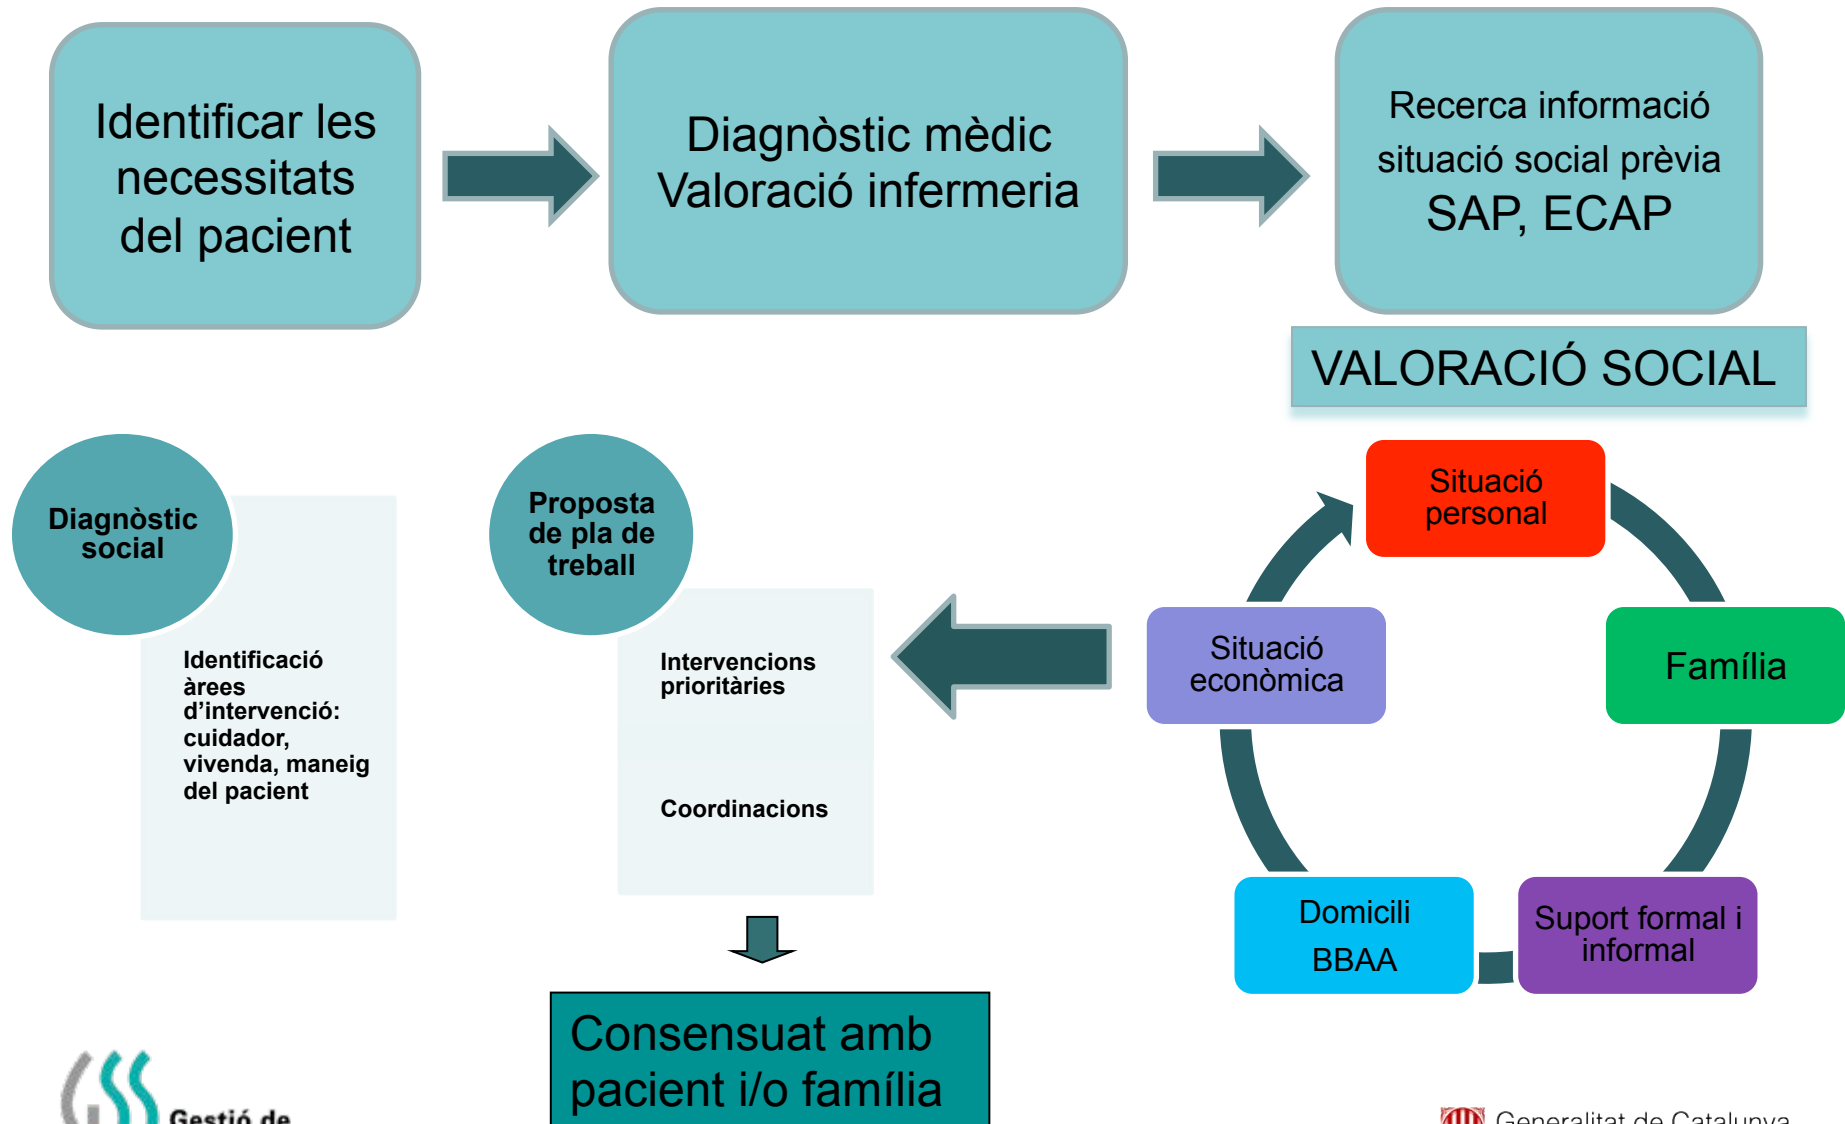 Identificar les
necessitats
del pacient
Diagnòstic mèdic
Valoració infermeria
Recerca informació
situació social prèvia
SAP, ECAP
VALORACIÓ SOCIAL
Diagnòstic
social
Identificació
àrees
d’intervenció:
cuidador,
vivenda, maneig
del pacient
Proposta
de pla de
treball
Intervencions
prioritàries
Coordinacions
Situació
personal
Família
Suport formal i
informal
Domicili
BBAA
Situació
econòmica
Consensuat amb
pacient i/o família
Gestió de
Generalitat de Catalunya